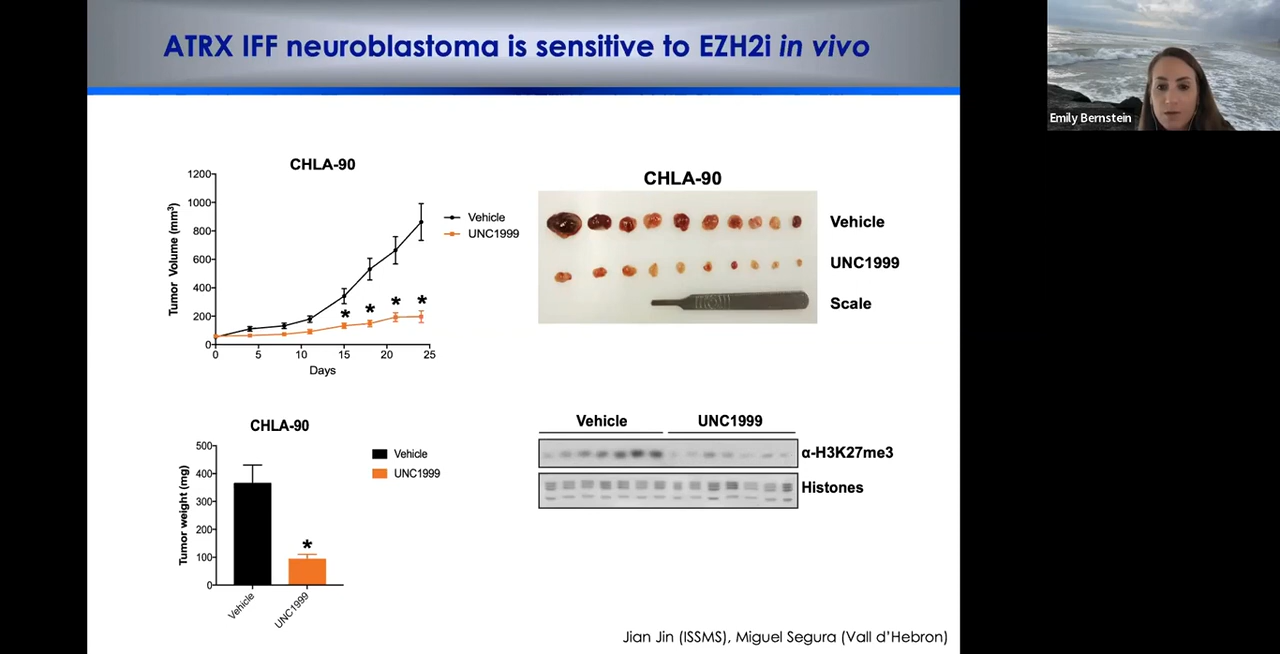 ATRX IFF neuroblastoma is sensitive to EZH2i in vivo
Emily Bernstein
CHLA-90
1200
1000
800
600
400
200
0
Tumor Volume (mm³)
0 5 10 15 20 25
Days
* * * *
Vehicle
UNC1999
CHLA-90
Vehicle
UNC1999
Scale
CHLA-90
500
400
300
200
100
0
Tumor weight (mg)
*
Vehicle
UNC1999
Vehicle
UNC1999
Vehicle UNC1999
α-H3K27me3
Histones
Jian Jin (ISSMS), Miguel Segura (Vall d’Hebron)